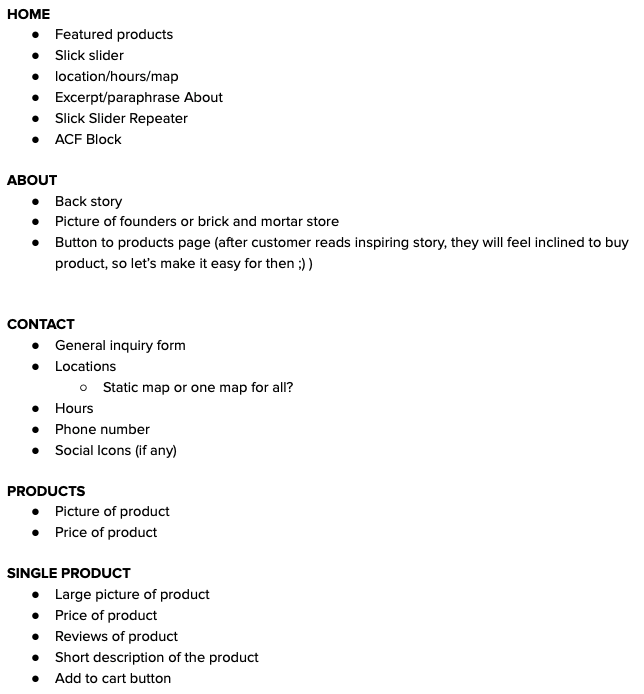 HOME
● Featured products
● Slick slider
● location/hours/map
● Excerpt/paraphrase About
● Slick Slider Repeater
● ACF Block
ABOUT
● Back story
● Picture of founders or brick and mortar store
● Button to products page (after customer reads inspiring story, they will feel inclined to buy
product, so let's make it easy for then ;) )
CONTACT
● General inquiry form
● Locations
○ Static map or one map for all?
● Hours
● Phone number
● Social Icons (if any)
PRODUCTS
● Picture of product
● Price of product
SINGLE PRODUCT
● Large picture of product
● Price of product
● Reviews of product
● Short description of the product
● Add to cart button